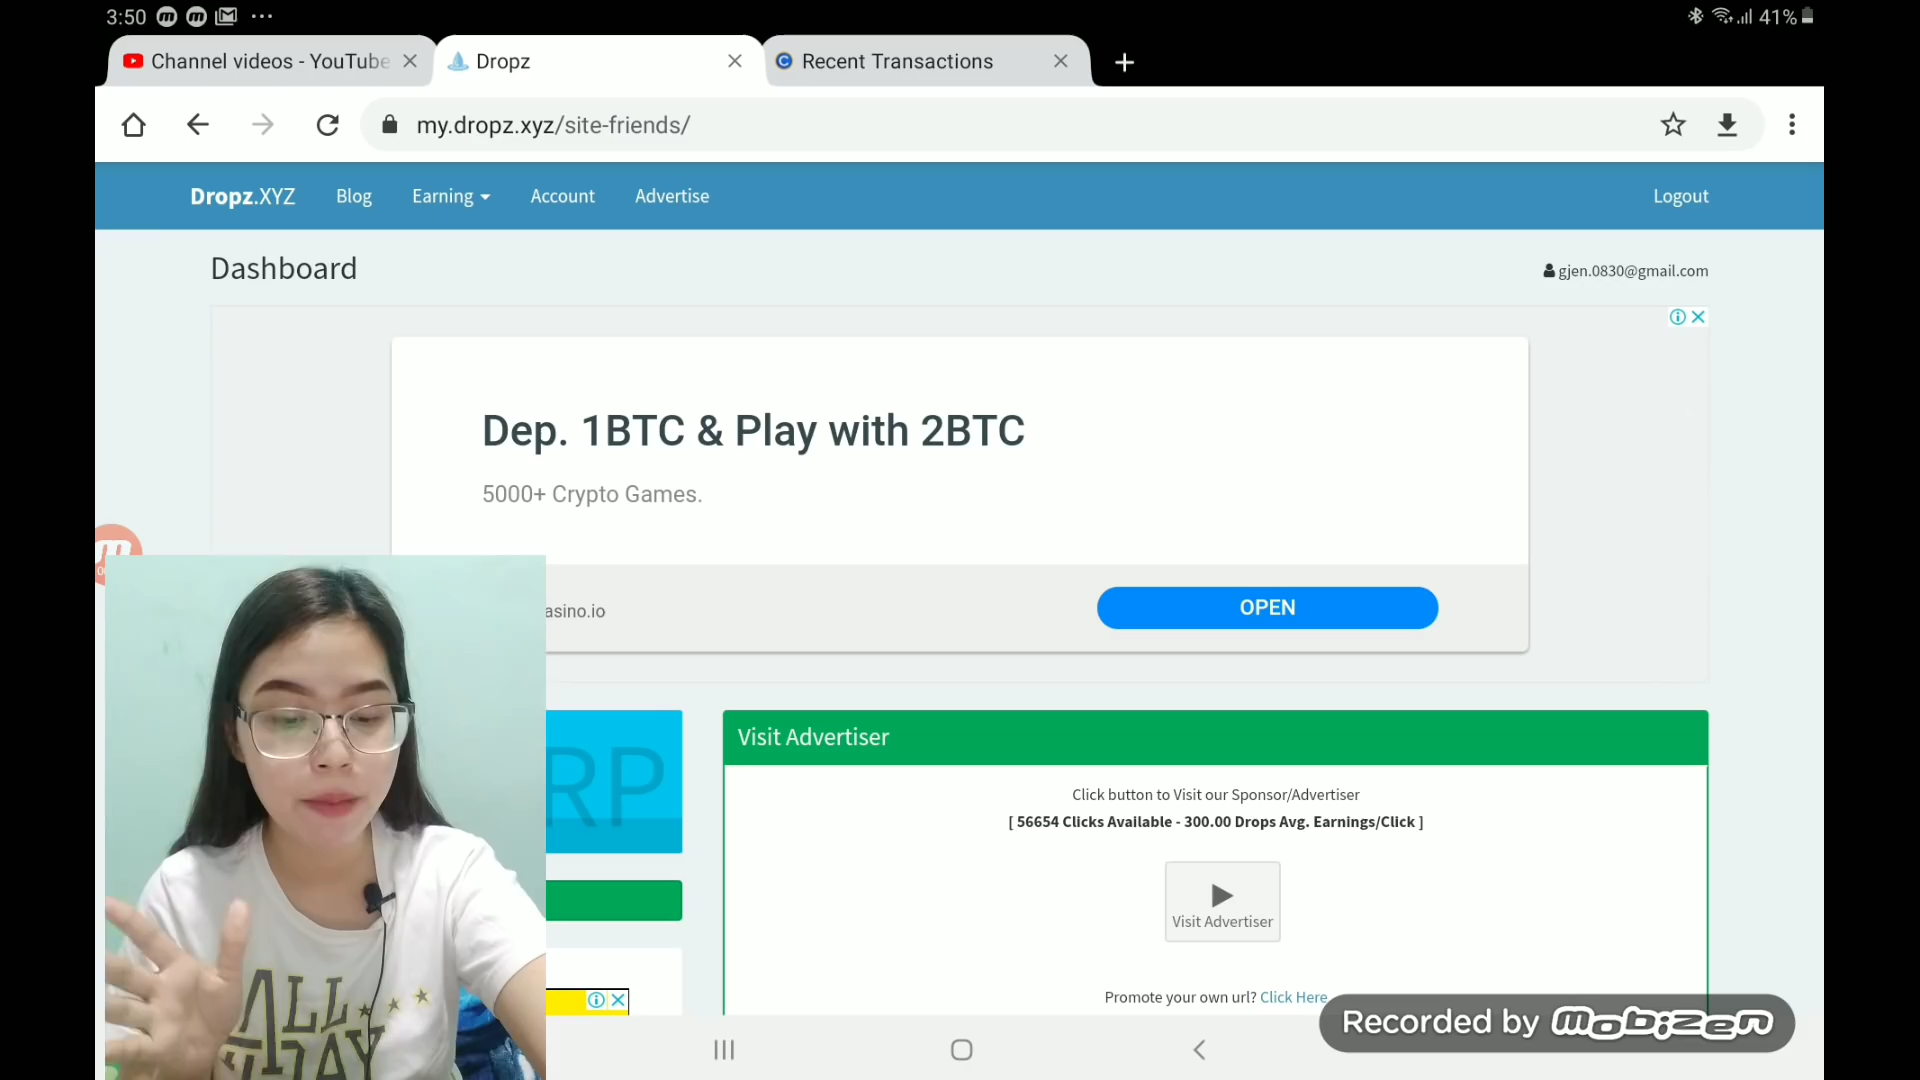 3:50
41%
Channel videos - YouTube
Dropz
Recent Transactions
my.dropz.xyz/site-friends/
Dropz.XYZ
Blog
Earning
Account
Advertise
Logout
Dashboard
gjen.0830@gmail.com
Dep. 1BTC & Play with 2BTC
5000+ Crypto Games.
asino.io
OPEN
RP
Visit Advertiser
Click button to Visit our Sponsor/Advertiser
[ 56654 Clicks Available - 300.00 Drops Avg. Earnings/Click ]
Visit Advertiser
Promote your own url? Click Here
ALL
DAY
Recorded by mobizen